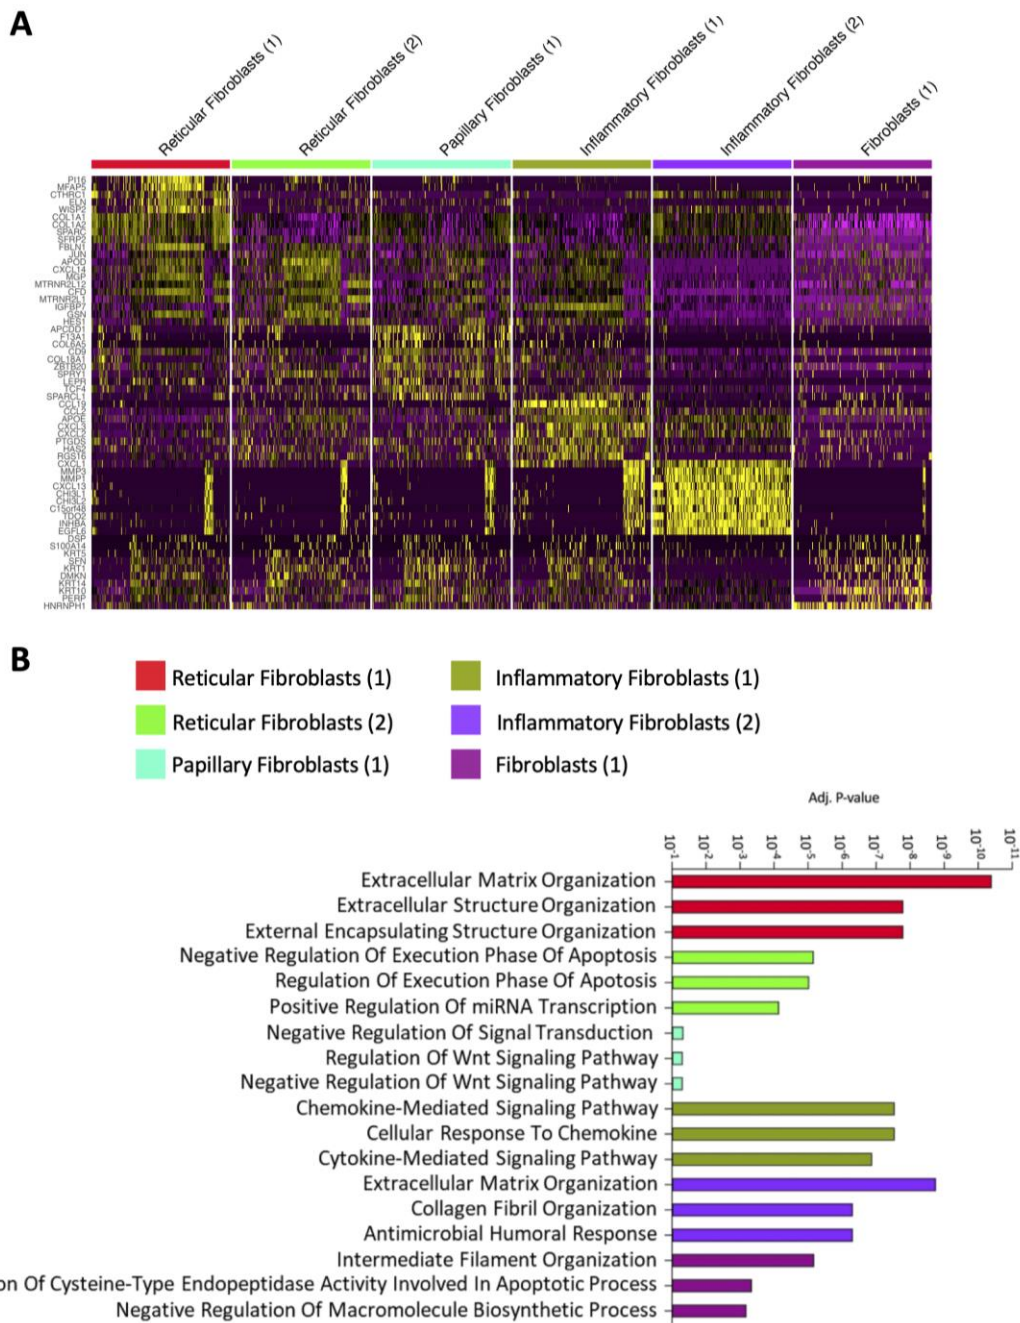 A
Reticular Fibroblasts (1)
Reticular Fibroblasts (2)
Papillary Fibroblasts (1)
Inflammatory Fibroblasts (1)
Inflammatory Fibroblasts (2)
Fibroblasts (1)
PI16
MFAP5
CTHRC1
ELN
WISP2
COL1A1
COL1A2
SPARC
SFRP2
FBLN1
JUN
APOD
CXCL14
MGP
MTRNR2L12
CFD
MTRNR2L1
IGFBP7
GSN
HES1
APCDD1
F13A1
COL6A5
CD9
COL18A1
ZBTB20
SPRY1
LEPR
TCF4
SPARCL1
CCL19
CCL2
APOE
CXCL3
CXCL2
PTGDS
HAS2
RGS16
CXCL1
MMP3
MMP1
CXCL13
CHI3L1
CHI3L2
C15orf48
TDO2
INHBA
EGFL6
DSP
S100A14
KRT5
SFN
KRT1
DMKN
KRT14
KRT10
PERP
HNRNPH1
B
Reticular Fibroblasts (1)
Inflammatory Fibroblasts (1)
Reticular Fibroblasts (2)
Inflammatory Fibroblasts (2)
Papillary Fibroblasts (1)
Fibroblasts (1)
Adj. P-value
10-1 10-2 10-3 10-4 10-5 10-6 10-7 10-8 10-9 10-10 10-11
Extracellular Matrix Organization
Extracellular Structure Organization
External Encapsulating Structure Organization
Negative Regulation Of Execution Phase Of Apoptosis
Regulation Of Execution Phase Of Apotosis
Positive Regulation Of miRNA Transcription
Negative Regulation Of Signal Transduction
Regulation Of Wnt Signaling Pathway
Negative Regulation Of Wnt Signaling Pathway
Chemokine-Mediated Signaling Pathway
Cellular Response To Chemokine
Cytokine-Mediated Signaling Pathway
Extracellular Matrix Organization
Collagen Fibril Organization
Antimicrobial Humoral Response
Intermediate Filament Organization
on Of Cysteine-Type Endopeptidase Activity Involved In Apoptotic Process
Negative Regulation Of Macromolecule Biosynthetic Process